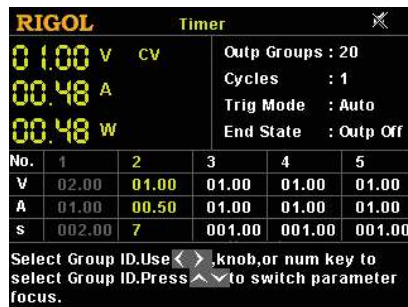 RIGOL Timer
01.00 V CV
00.48 A
00.48 W
Outp Groups : 20
Cycles : 1
Trig Mode : Auto
End State : Outp Off
No. 1 2 3 4 5
V 02.00 01.00 01.00 01.00 01.00
A 01.00 00.50 01.00 01.00 01.00
s 002.00 7 001.00 001.00 001.00
Select Group ID.Use < > ,knob,or num key to
select Group ID.Press ∧ ∨ to switch parameter
focus.